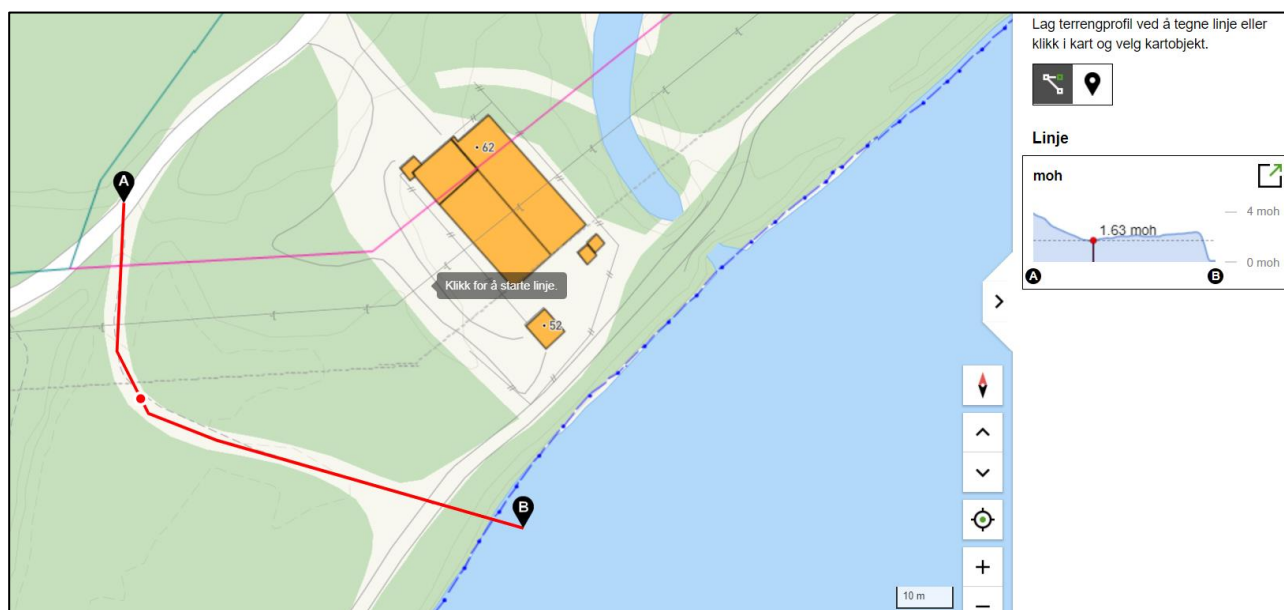 Lag terrengprofil ved å tegne linje eller
klikk i kart og velg kartobjekt.
Linje
moh
4 moh
1.63 moh
0 moh
A
B
A
62
Klikk for å starte linje.
52
B
10 m